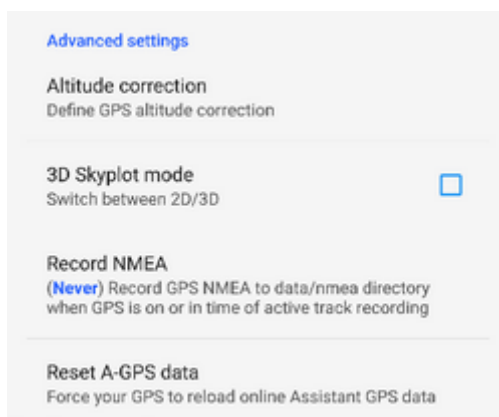 Advanced settings
Altitude correction
Define GPS altitude correction
3D Skyplot mode
Switch between 2D/3D
Record NMEA
(Never) Record GPS NMEA to data/nmea directory
when GPS is on or in time of active track recording
Reset A-GPS data
Force your GPS to reload online Assistant GPS data